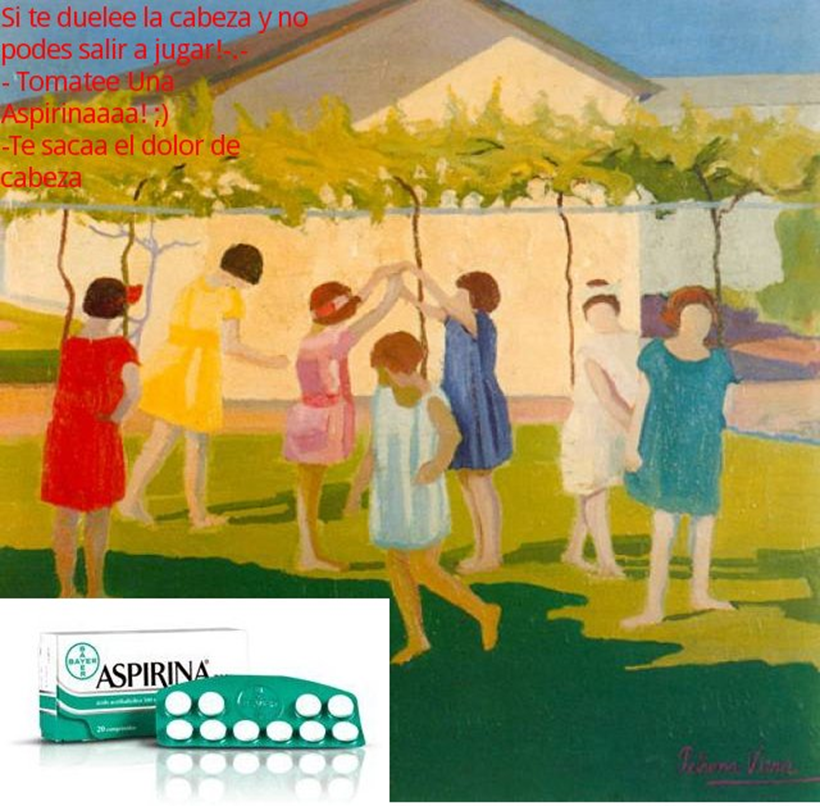 Si te duelee la cabeza y no
podes salir a jugar!-.-
- Tomatee Una
Aspirinaaaa! ;)
-Te sacaa el dolor de
cabeza
BAYER
ASPIRINA
20 comprimidos